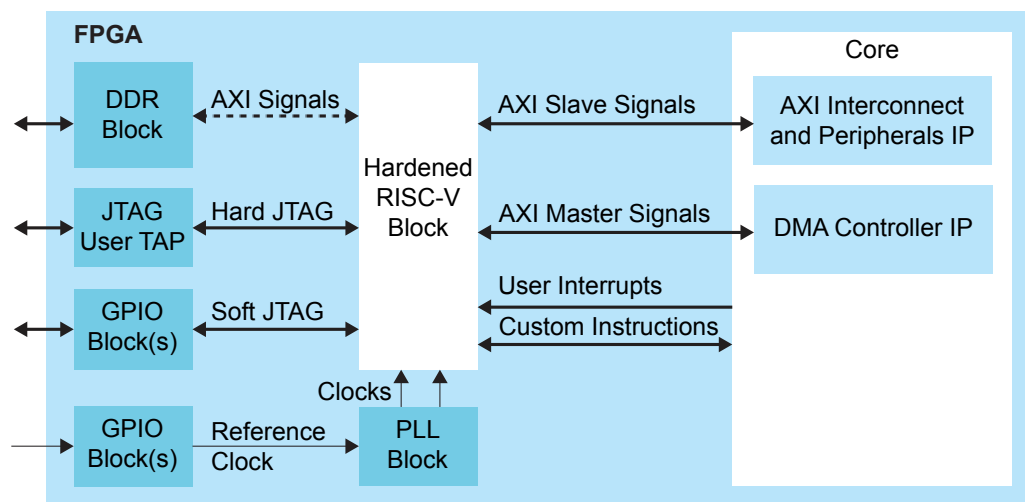 FPGA
Core
DDR
Block
AXI Signals
AXI Slave Signals
AXI Interconnect
and Peripherals IP
Hardened
RISC-V
Block
JTAG
User TAP
Hard JTAG
AXI Master Signals
DMA Controller IP
User Interrupts
GPIO
Block(s)
Soft JTAG
Custom Instructions
Clocks
GPIO
Block(s)
Reference
Clock
PLL
Block